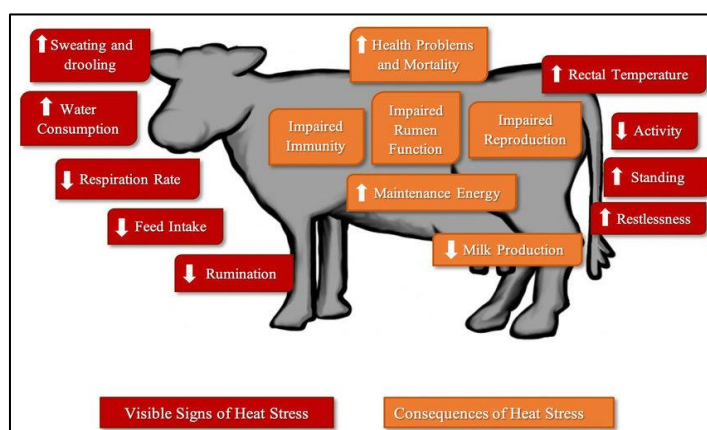 ⬆ Sweating and
drooling
⬆ Health Problems
and Mortality
⬆ Rectal Temperature
⬆ Water
Consumption
Impaired
Immunity
Impaired
Rumen
Function
Impaired
Reproduction
⬇ Activity
⬇ Respiration Rate
⬆ Maintenance Energy
⬆ Standing
⬇ Feed Intake
⬆ Restlessness
⬇ Rumination
⬇ Milk Production
Visible Signs of Heat Stress
Consequences of Heat Stress